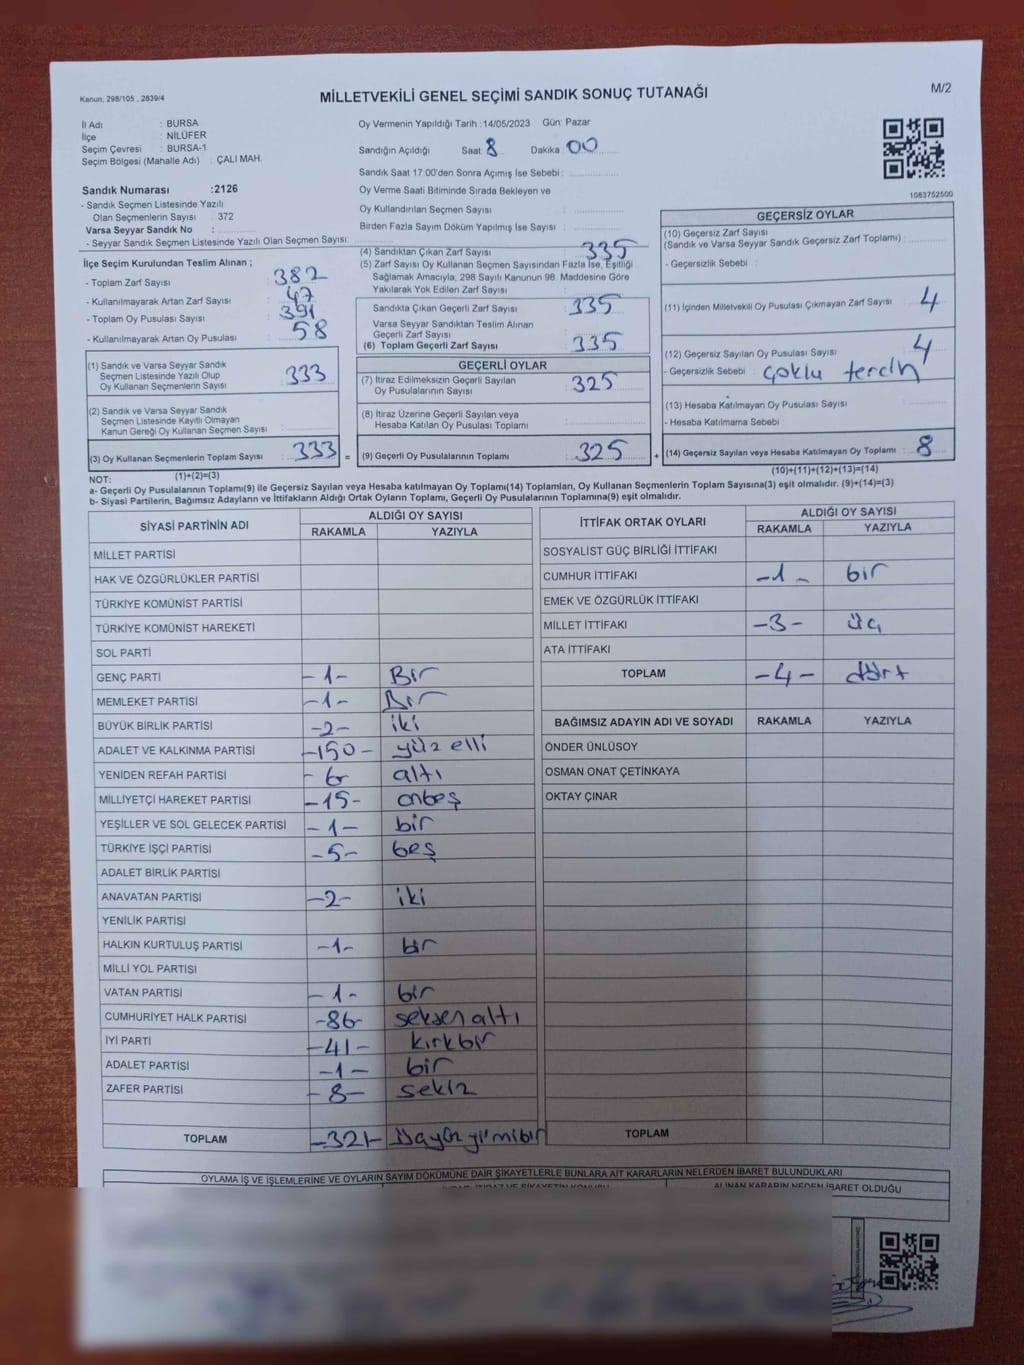 Kanun, 298/105 , 2839/4
MİLLETVEKİLİ GENEL SEÇİMİ SANDIK SONUÇ TUTANAĞI
M/2
İl Adı : BURSA
İlçe : NİLÜFER
Seçim Çevresi : BURSA-1
Seçim Bölgesi (Mahalle Adı) : ÇALI MAH.
Sandık Numarası :2126
- Sandık Seçmen Listesinde Yazılı
Olan Seçmenlerin Sayısı : 372
Varsa Seyyar Sandık No :
- Seyyar Sandık Seçmen Listesinde Yazılı Olan Seçmen Sayısı:
Oy Vermenin Yapıldığı Tarih :14/05/2023 Gün: Pazar
Sandığın Açıldığı Saat: 8 Dakika 00
Sandık Saat 17:00'den Sonra Açımış İse Sebebi :
Oy Verme Saati Bitiminde Sırada Bekleyen ve
Oy Kullandırılan Seçmen Sayısı :
Birden Fazla Sayım Döküm Yapılmış İse Sayısı :
1083752500
İlçe Seçim Kurulundan Teslim Alınan ;
- Toplam Zarf Sayısı : 382
- Kullanılmayarak Artan Zarf Sayısı : 47
- Toplam Oy Pusulası Sayısı : 391
- Kullanılmayarak Artan Oy Pusulası : 58
(1) Sandık ve Varsa Seyyar Sandık
Seçmen Listesinde Yazılı Olup
Oy Kullanan Seçmenlerin Sayısı : 333
(2) Sandık ve Varsa Seyyar Sandık
Seçmen Listesinde Kayıtlı Olmayan
Kanun Gereği Oy Kullanan Seçmen Sayısı :
(3) Oy Kullanan Seçmenlerin Toplam Sayısı : 333 =
(1)+(2)=(3)
(4) Sandıktan Çıkan Zarf Sayısı : 335
(5) Zarf Sayısı Oy Kullanan Seçmen Sayısından Fazla İse, Eşitliği
Sağlamak Amacıyla; 298 Sayılı Kanunun 98. Maddesine Göre
Yakılarak Yok Edilen Zarf Sayısı :
Sandıkta Çıkan Geçerli Zarf Sayısı : 335
Varsa Seyyar Sandıktan Teslim Alınan
Geçerli Zarf Sayısı :
(6) Toplam Geçerli Zarf Sayısı : 335
GEÇERLİ OYLAR
(7) İtiraz Edilmeksizin Geçerli Sayılan
Oy Pusulalarının Sayısı : 325
(8) İtiraz Üzerine Geçerli Sayılan veya
Hesaba Katılan Oy Pusulası Toplamı :
(9) Geçerli Oy Pusulalarının Toplamı : 325 +
GEÇERSİZ OYLAR
(10) Geçersiz Zarf Sayısı
(Sandık ve Varsa Seyyar Sandık Geçersiz Zarf Toplamı) :
- Geçersizlik Sebebi :
(11) İçinden Milletvekili Oy Pusulası Çıkmayan Zarf Sayısı : 4
(12) Geçersiz Sayılan Oy Pusulası Sayısı : 4
- Geçersizlik Sebebi : çoklu tercih
(13) Hesaba Katılmayan Oy Pusulası Sayısı :
- Hesaba Katılmama Sebebi :
(14) Geçersiz Sayılan veya Hesaba Katılmayan Oy Toplamı : 8
(10)+(11)+(12)+(13)=(14)
NOT:
a- Geçerli Oy Pusulalarının Toplamı(9) ile Geçersiz Sayılan veya Hesaba katılmayan Oy Toplamı(14) Toplamları, Oy Kullanan Seçmenlerin Toplam Sayısına(3) eşit olmalıdır. (9)+(14)=(3)
b- Siyasi Partilerin, Bağımsız Adayların ve İttifakların Aldığı Ortak Oyların Toplamı, Geçerli Oy Pusulalarının Toplamına(9) eşit olmalıdır.
SİYASİ PARTİNİN ADI ALDIĞI OY SAYISI
RAKAMLA YAZIYLA
MİLLET PARTİSİ
HAK VE ÖZGÜRLÜKLER PARTİSİ
TÜRKİYE KOMÜNİST PARTİSİ
TÜRKİYE KOMÜNİST HAREKETİ
SOL PARTİ
GENÇ PARTİ -1- Bir
MEMLEKET PARTİSİ -1- Bir
BÜYÜK BİRLİK PARTİSİ -2- iki
ADALET VE KALKINMA PARTİSİ -150- yüz elli
YENİDEN REFAH PARTİSİ - 6 altı
MİLLİYETÇİ HAREKET PARTİSİ -15- onbeş
YEŞİLLER VE SOL GELECEK PARTİSİ -1- bir
TÜRKİYE İŞÇİ PARTİSİ -5- beş
ADALET BİRLİK PARTİSİ
ANAVATAN PARTİSİ -2- iki
YENİLİK PARTİSİ
HALKIN KURTULUŞ PARTİSİ -1- bir
MİLLİ YOL PARTİSİ
VATAN PARTİSİ -1- bir
CUMHURİYET HALK PARTİSİ -86- seksen altı
İYİ PARTİ -41- kırkbir
ADALET PARTİSİ -1- bir
ZAFER PARTİSİ -8- sekiz
TOPLAM -321- üçyüz yirmibir
İTTİFAK ORTAK OYLARI ALDIĞI OY SAYISI
RAKAMLA YAZIYLA
SOSYALİST GÜÇ BİRLİĞİ İTTİFAKI
CUMHUR İTTİFAKI -1- bir
EMEK VE ÖZGÜRLÜK İTTİFAKI
MİLLET İTTİFAKI -3- üç
ATA İTTİFAKI
TOPLAM -4- dört
BAĞIMSIZ ADAYIN ADI VE SOYADI RAKAMLA YAZIYLA
ÖNDER ÜNLÜSOY
OSMAN ONAT ÇETİNKAYA
OKTAY ÇINAR
TOPLAM
OYLAMA İŞ VE İŞLEMLERİNE VE OYLARIN SAYIM DÖKÜMÜNE DAİR ŞİKAYETLERLE BUNLARA AİT KARARLARIN NELERDEN İBARET BULUNDUKLARI
ALINAN KARARIN NEDEN İBARET OLDUĞU